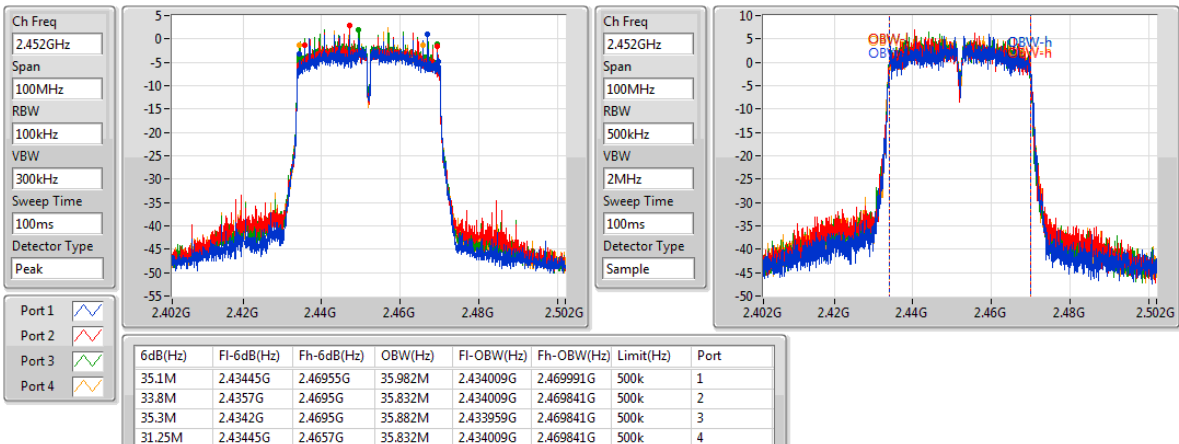 Ch Freq
2.452GHz
Span
100MHz
RBW
100kHz
VBW
300kHz
Sweep Time
100ms
Detector Type
Peak
5
0
-5
-10
-15
-20
-25
-30
-35
-40
-45
-50
-55
2.402G 2.42G 2.44G 2.46G 2.48G 2.502G
Ch Freq
2.452GHz
Span
100MHz
RBW
500kHz
VBW
2MHz
Sweep Time
100ms
Detector Type
Sample
10
5
0
-5
-10
-15
-20
-25
-30
-35
-40
-45
-50
OBW-h
OBW-h
2.402G 2.42G 2.44G 2.46G 2.48G 2.502G
Port 1
Port 2
Port 3
Port 4
6dB(Hz) Fl-6dB(Hz) Fh-6dB(Hz) OBW(Hz) Fl-OBW(Hz) Fh-OBW(Hz) Limit(Hz) Port
35.1M 2.43445G 2.46955G 35.982M 2.434009G 2.469991G 500k 1
33.8M 2.4357G 2.4695G 35.832M 2.434009G 2.469841G 500k 2
35.3M 2.4342G 2.4695G 35.882M 2.433959G 2.469841G 500k 3
31.25M 2.43445G 2.4657G 35.832M 2.434009G 2.469841G 500k 4